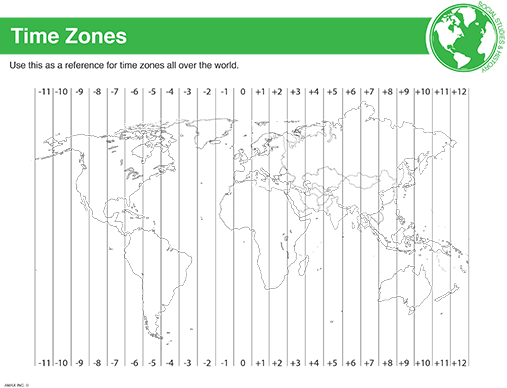 SOCIAL STUDIES & HISTORY
Time Zones
Use this as a reference for time zones all over the world.
-11 -10 -9 -8 -7 -6 -5 -4 -3 -2 -1 0 +1 +2 +3 +4 +5 +6 +7 +8 +9 +10 +11 +12
-11 -10 -9 -8 -7 -6 -5 -4 -3 -2 -1 0 +1 +2 +3 +4 +5 +6 +7 +8 +9 +10 +11 +12